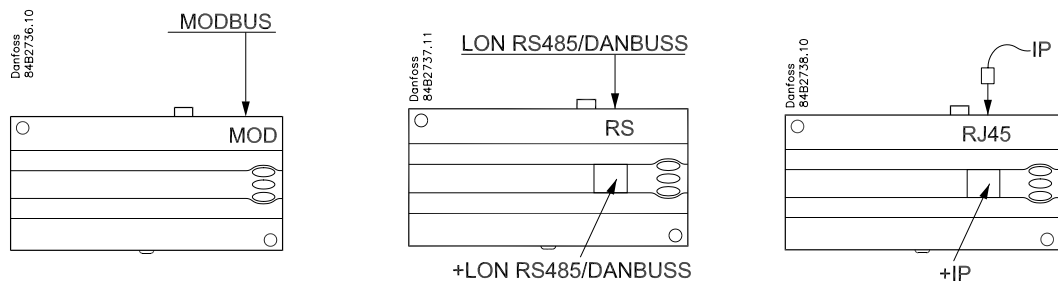 Danfoss
84B2736.10
MODBUS
MOD
Danfoss
84B2737.11
LON RS485/DANBUSS
RS
+LON RS485/DANBUSS
Danfoss
84B2738.10
IP
RJ45
+IP